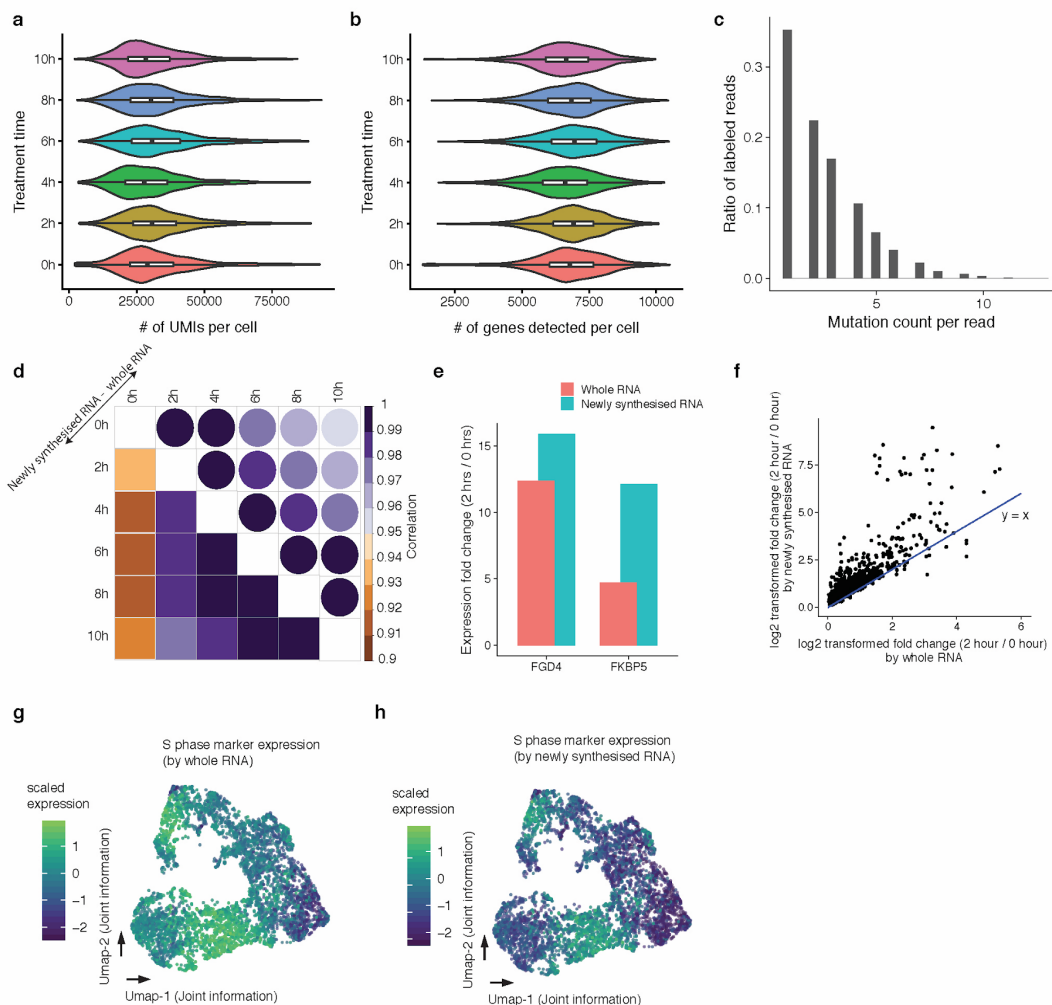 a
Treatment time
10h
8h
6h
4h
2h
0h
0
25000
50000
75000
# of UMIs per cell
b
Treatment time
10h
8h
6h
4h
2h
0h
2500
5000
7500
10000
# of genes detected per cell
c
Ratio of labeled reads
0.3
0.2
0.1
0.0
5
10
Mutation count per read
d
Newly synthesised RNA - whole RNA
0h
2h
4h
6h
8h
10h
0h
2h
4h
6h
8h
10h
1
0.99
0.98
0.97
0.96
0.95
0.94
0.93
0.92
0.91
0.9
Correlation
e
Whole RNA
Newly synthesised RNA
Expression fold change (2 hrs / 0 hrs)
15
10
5
0
FGD4
FKBP5
f
log2 transformed fold change (2 hour / 0 hour)
by newly synthesised RNA
7.5
5.0
2.5
0.0
y = x
0
2
4
6
log2 transformed fold change (2 hour / 0 hour)
by whole RNA
g
S phase marker expression
(by whole RNA)
scaled
expression
1
0
-1
-2
Umap-2 (Joint information)
Umap-1 (Joint information)
h
S phase marker expression
(by newly synthesised RNA)
scaled
expression
1
0
-1
-2
Umap-2 (Joint information)
Umap-1 (Joint information)